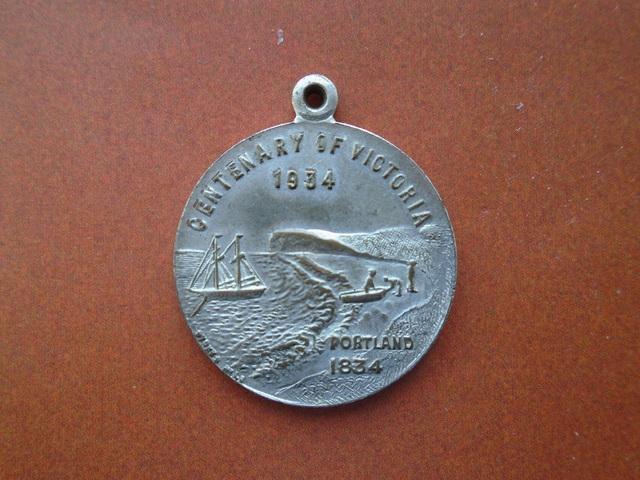 CENTENARY OF VICTORIA
1934
PORTLAND
1834